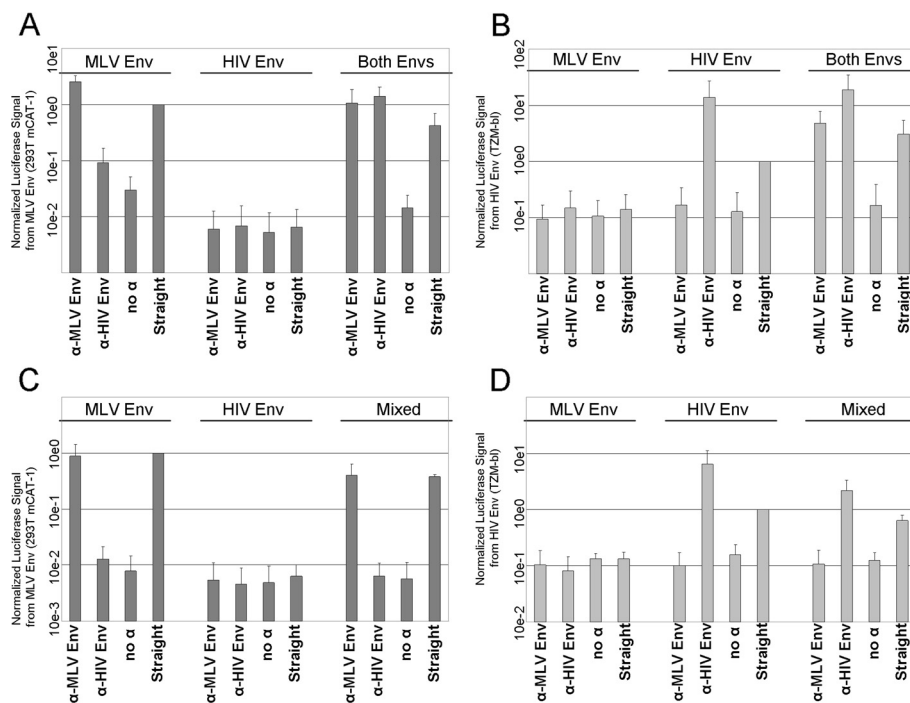 A
MLV Env HIV Env Both Envs
Normalized Luciferase Signal
from MLV Env (293T mCAT-1)
10e1
10e0
10e-1
10e-2
α-MLV Env α-HIV Env no α Straight α-MLV Env α-HIV Env no α Straight α-MLV Env α-HIV Env no α Straight
B
MLV Env HIV Env Both Envs
Normalized Luciferase Signal
from HIV Env (TZM-bl)
10e2
10e1
10e0
10e-1
α-MLV Env α-HIV Env no α Straight α-MLV Env α-HIV Env no α Straight α-MLV Env α-HIV Env no α Straight
C
MLV Env HIV Env Mixed
Normalized Luciferase Signal
from MLV Env (293T mCAT-1)
10e0
10e-1
10e-2
10e-3
α-MLV Env α-HIV Env no α Straight α-MLV Env α-HIV Env no α Straight α-MLV Env α-HIV Env no α Straight
D
MLV Env HIV Env Mixed
Normalized Luciferase Signal
from HIV Env (TZM-bl)
10e1
10e0
10e-1
10e-2
α-MLV Env α-HIV Env no α Straight α-MLV Env α-HIV Env no α Straight α-MLV Env α-HIV Env no α Straight